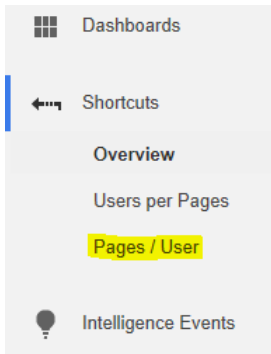 Dashboards
Shortcuts
Overview
Users per Pages
Pages / User
Intelligence Events